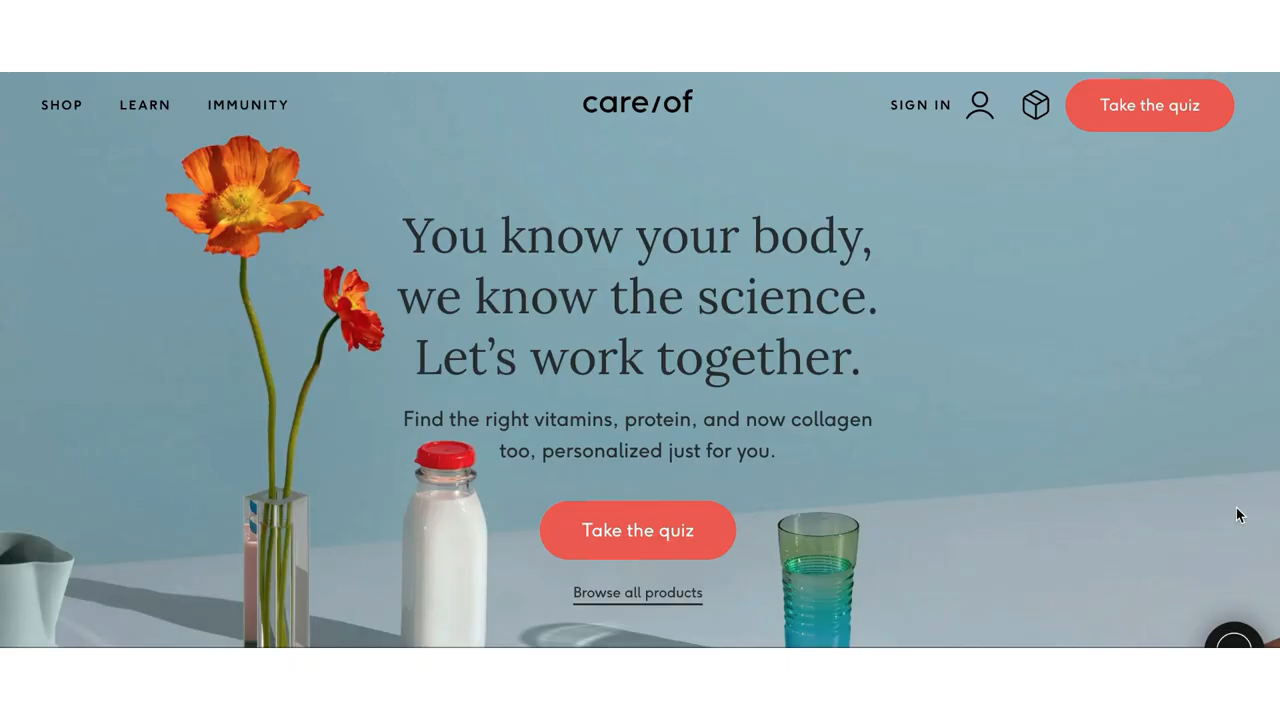 SHOP
LEARN
IMMUNITY
care/of
SIGN IN
Take the quiz
You know your body,
we know the science.
Let’s work together.
Find the right vitamins, protein, and now collagen
too, personalized just for you.
Take the quiz
Browse all products